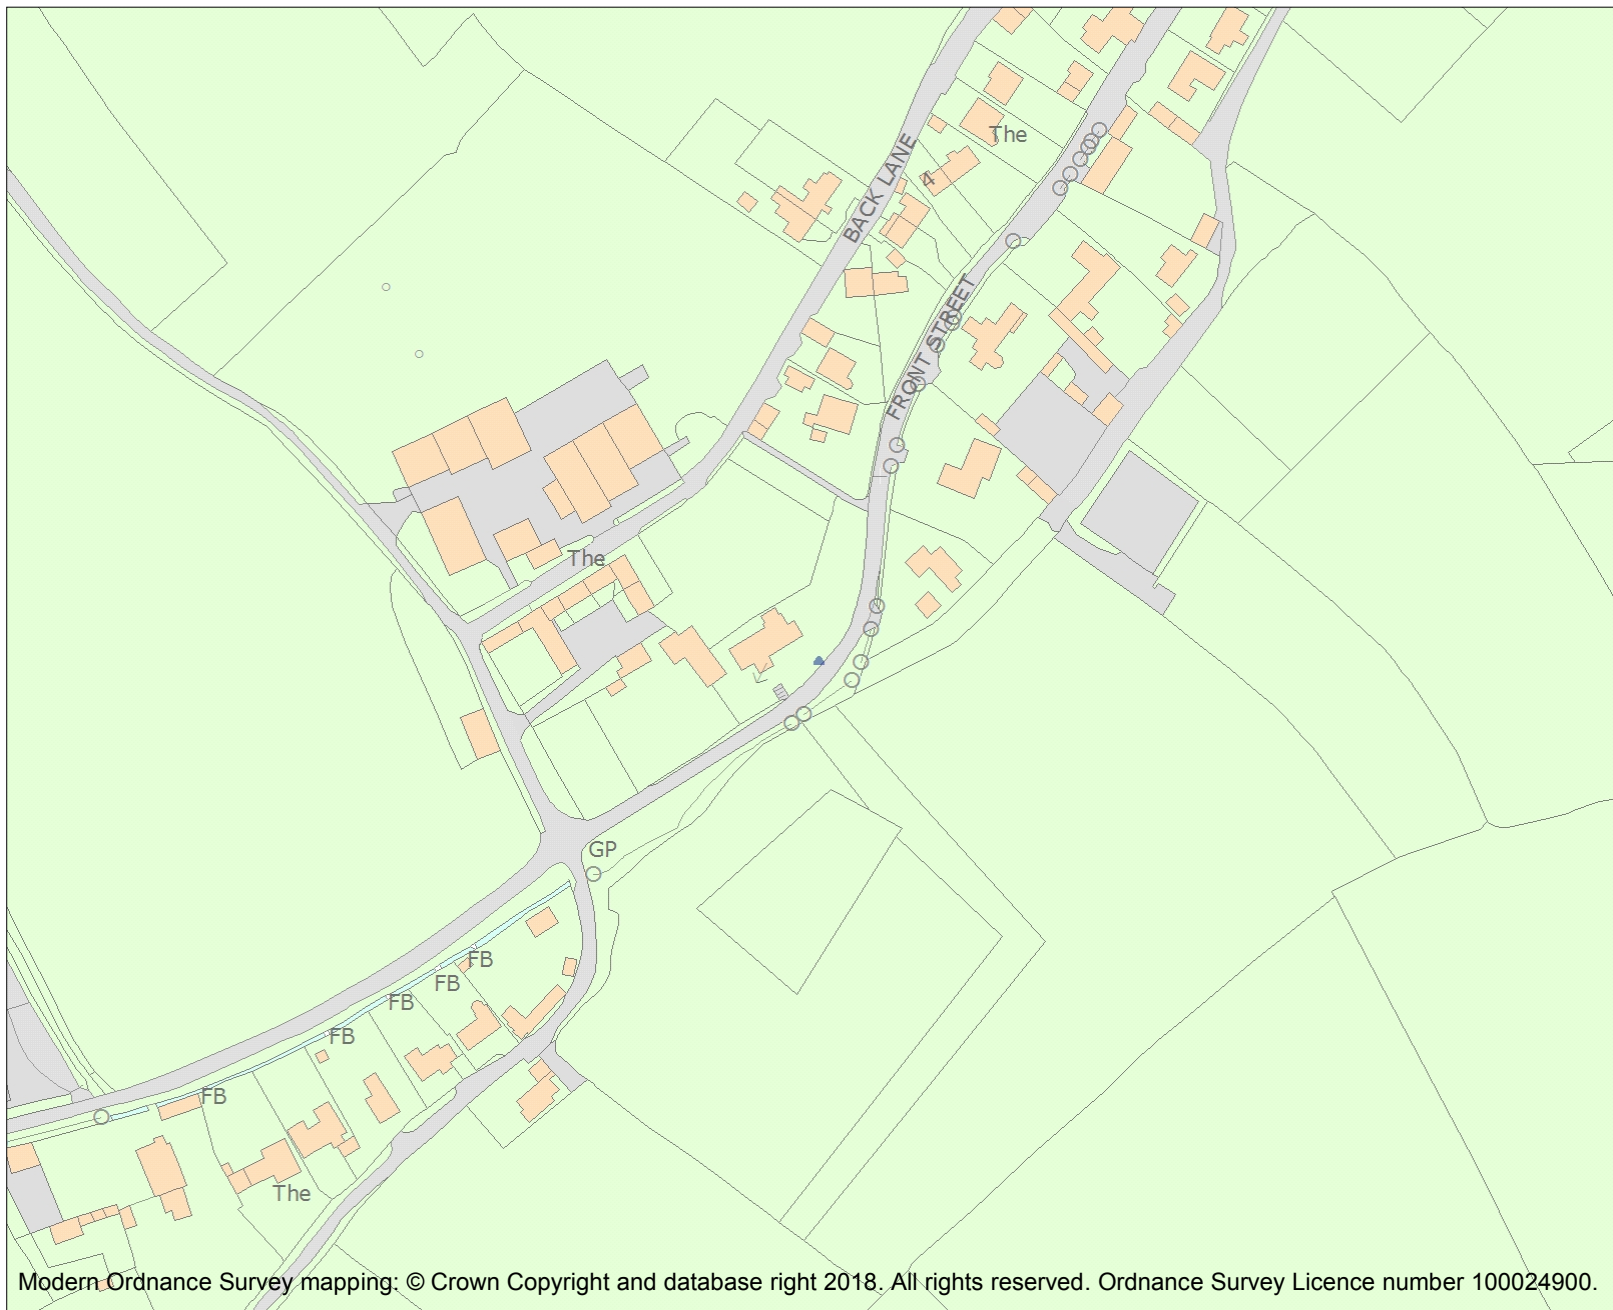 The
BACK LANE
4
FRONT STREET
The
GP
FB
FB
FB
FB
FB
The
Modern Ordnance Survey mapping: © Crown Copyright and database right 2018. All rights reserved. Ordnance Survey Licence number 100024900.